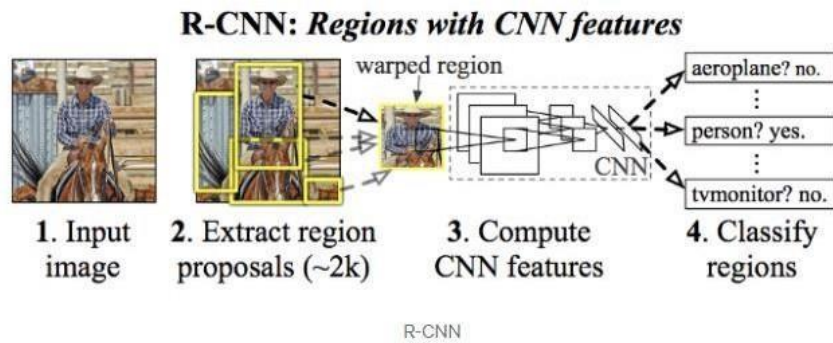 R-CNN: Regions with CNN features
warped region
aeroplane? no.
⋮
person? yes.
⋮
tvmonitor? no.
CNN
1. Input
image
2. Extract region
proposals (~2k)
3. Compute
CNN features
4. Classify
regions
R-CNN